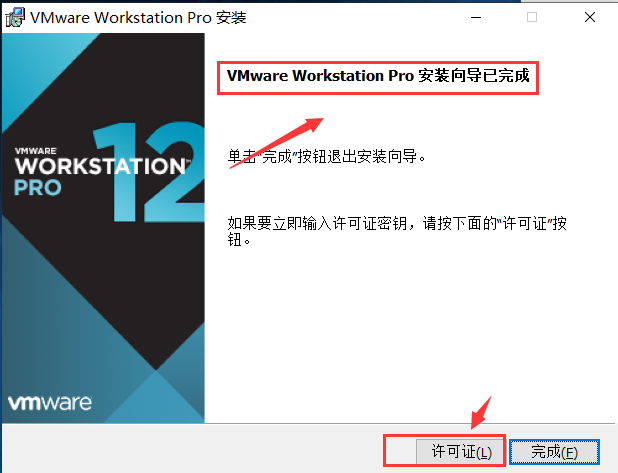 VMware Workstation Pro 安装
VMware Workstation Pro 安装向导已完成
VMWARE
WORKSTATION™
PRO
12
单击“完成”按钮退出安装向导。
如果要立即输入许可证密钥，请按下面的“许可证”按
钮。
vmware
许可证(L)
完成(F)